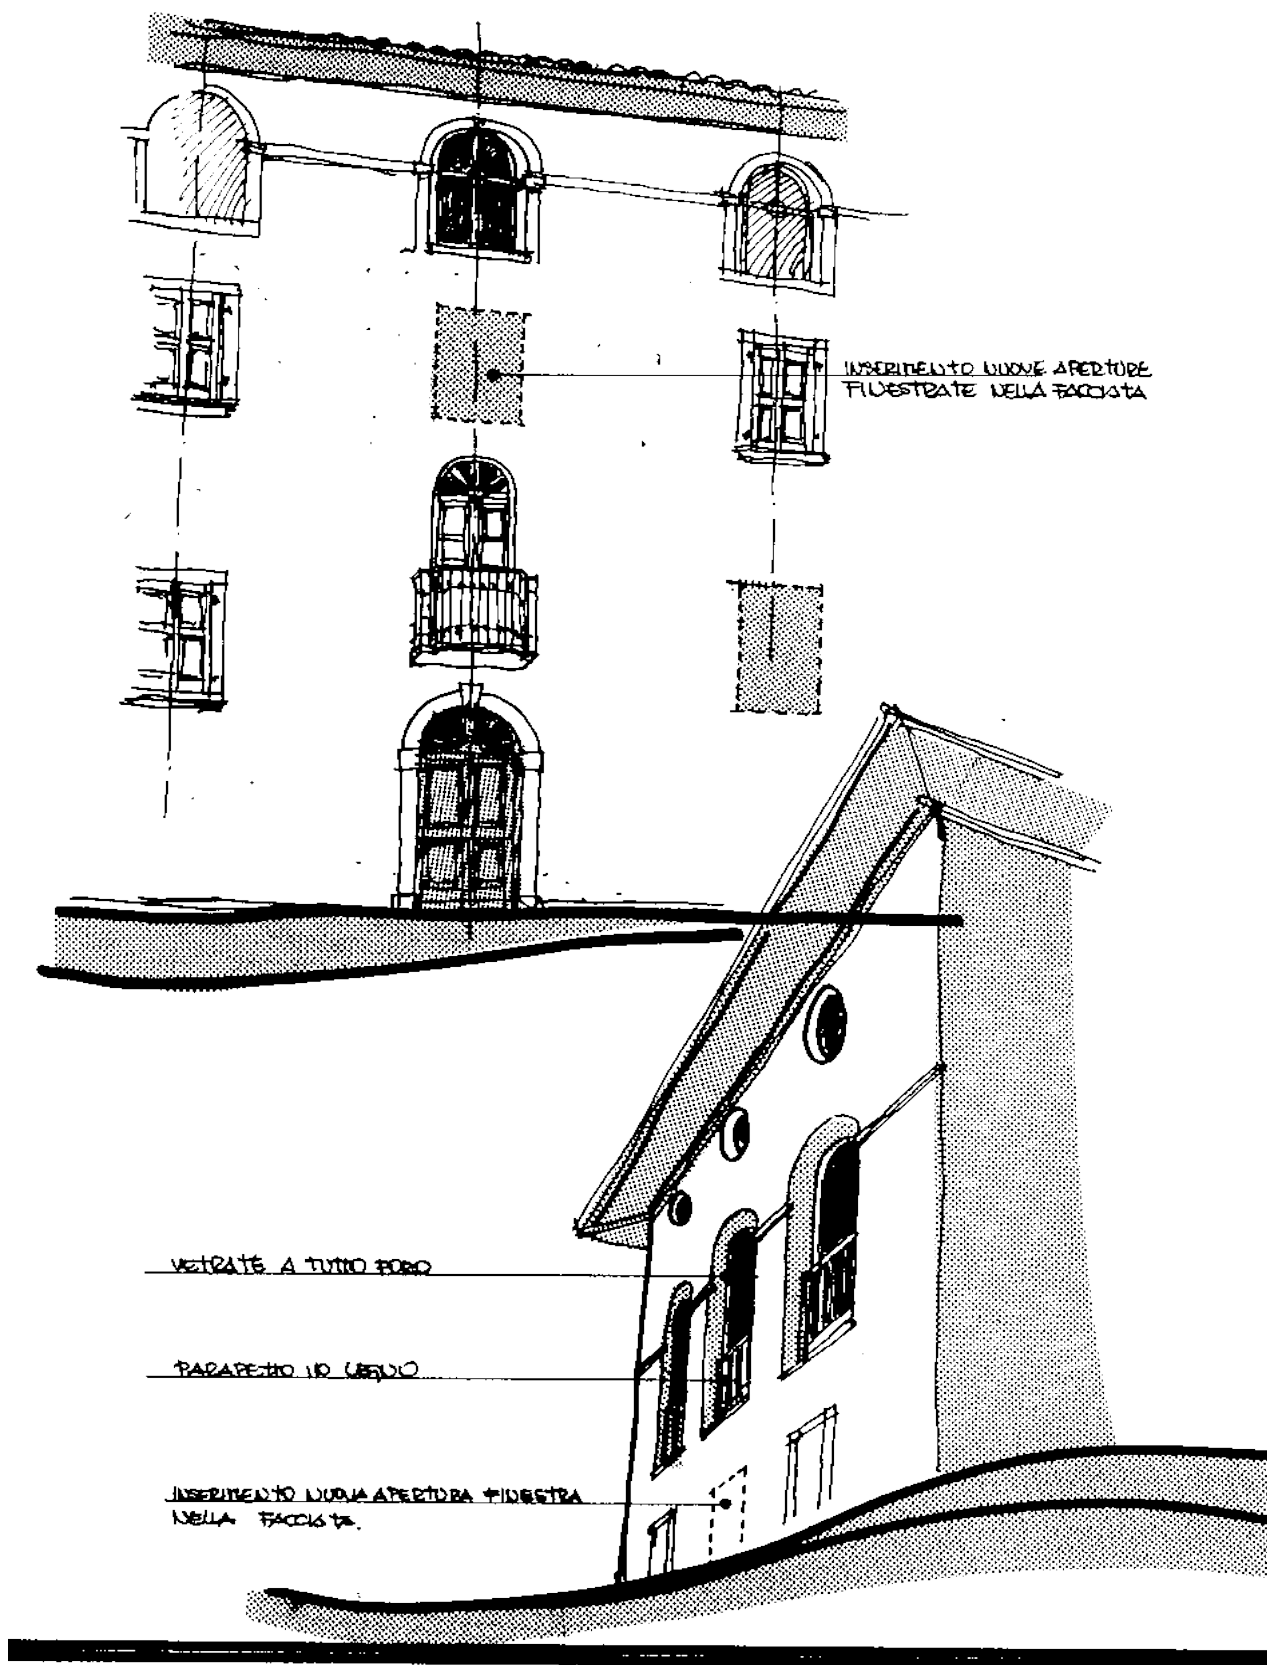 INSERIMENTO NUOVE APERTURE
FINESTRATE NELLA FACCIATA
VETRATE A TUTTO FORO
PARAPETTO IN LEGNO
INSERIMENTO NUOVA APERTURA FINESTRA
NELLA FACCIATA.